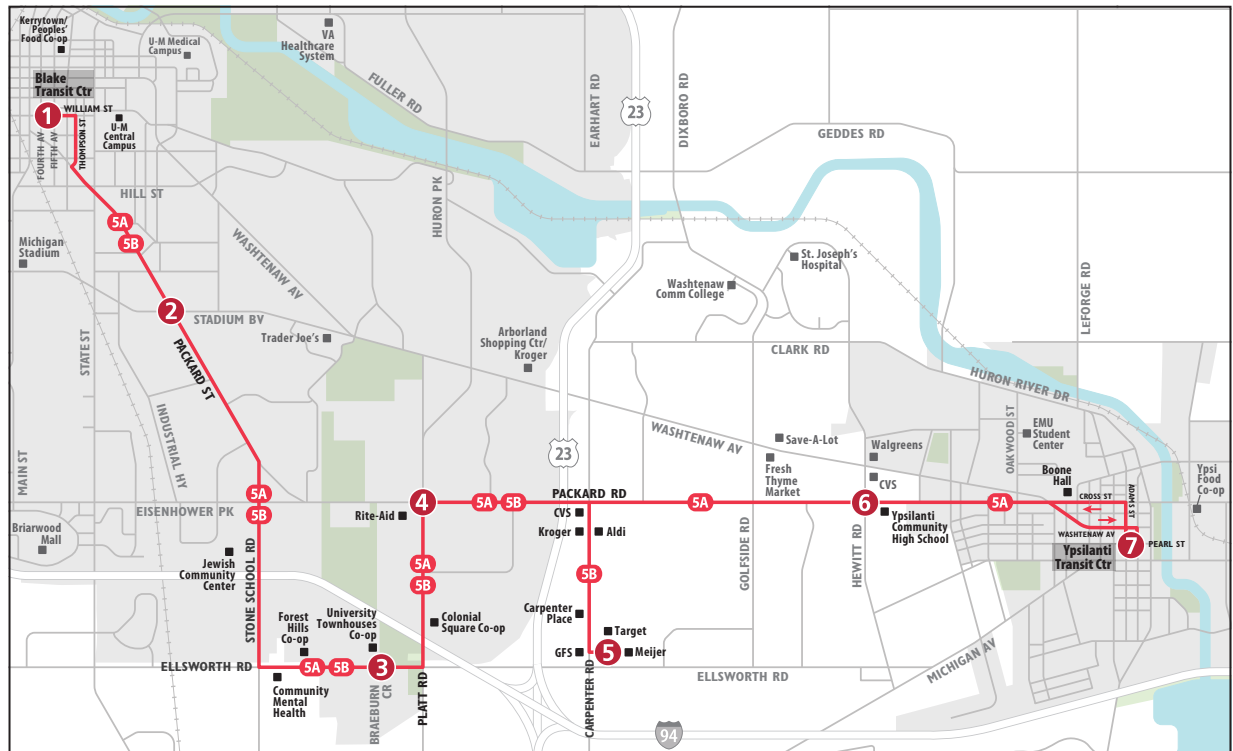 Kerrytown/
Peoples'
Food Co-op
U-M Medical
Campus
VA
Healthcare
System
FULLER RD
EARHART RD
23
DIXBORO RD
GEDDES RD
Blake
Transit Ctr
1
WILLIAM ST
FOURTH AV
FIFTH AV
THOMPSON ST
U-M
Central
Campus
HURON PK
HILL ST
5A
5B
WASHTENAW AV
Michigan
Stadium
St. Joseph's
Hospital
Washtenaw
Comm College
LEFORGE RD
2
STADIUM BV
Trader Joe's
Arborland
Shopping Ctr/
Kroger
CLARK RD
STATE ST
PACKARD ST
HURON RIVER DR
INDUSTRIAL HY
MAIN ST
23
WASHTENAW AV
Save-A-Lot
Fresh
Thyme
Market
Walgreens
CVS
OAKWOOD ST
EMU
Student
Center
Boone
Hall
Ypsi
Food
Co-op
5A
5B
EISENHOWER PK
Rite-Aid
4
5A
5B
PACKARD RD
5A
6
5A
CROSS ST
ADAMS ST
WASHTENAW AV
7
PEARL ST
Ypsilanti
Transit Ctr
Ypsilanti
Community
High School
CVS
Kroger
Aldi
Briarwood
Mall
Jewish
Community
Center
STONE SCHOOL RD
5A
5B
5B
GOLFSIDE RD
HEWITT RD
Forest
Hills
Co-op
University
Townhouses
Co-op
Colonial
Square Co-op
Carpenter
Place
Target
GFS
5
Meijer
ELLSWORTH RD
5A
5B
3
ELLSWORTH RD
MICHIGAN AV
Community
Mental
Health
BRAEBURN
CR
PLATT RD
CARPENTER RD
94